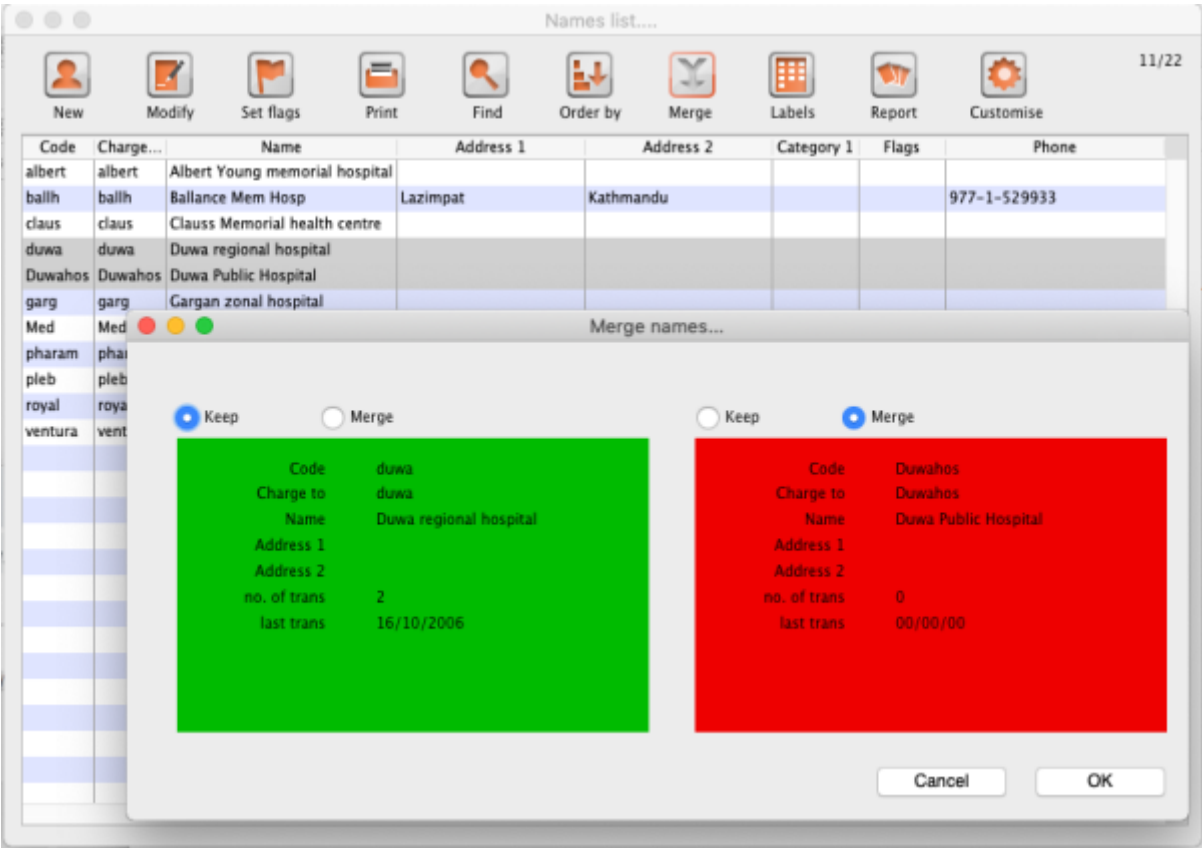 Names list....
New Modify Set flags Print Find Order by Merge Labels Report Customise 11/22
Code Charge... Name Address 1 Address 2 Category 1 Flags Phone
albert albert Albert Young memorial hospital
ballh ballh Ballance Mem Hosp Lazimpat Kathmandu 977-1-529933
claus claus Clauss Memorial health centre
duwa duwa Duwa regional hospital
Duwahos Duwahos Duwa Public Hospital
garg garg Gargan zonal hospital
Med Med
pharam phar
pleb pleb
royal roya
ventura vent
Merge names...
Keep Merge Keep Merge
Code duwa Code Duwahos
Charge to duwa Charge to Duwahos
Name Duwa regional hospital Name Duwa Public Hospital
Address 1 Address 1
Address 2 Address 2
no. of trans 2 no. of trans 0
last trans 16/10/2006 last trans 00/00/00
Cancel OK